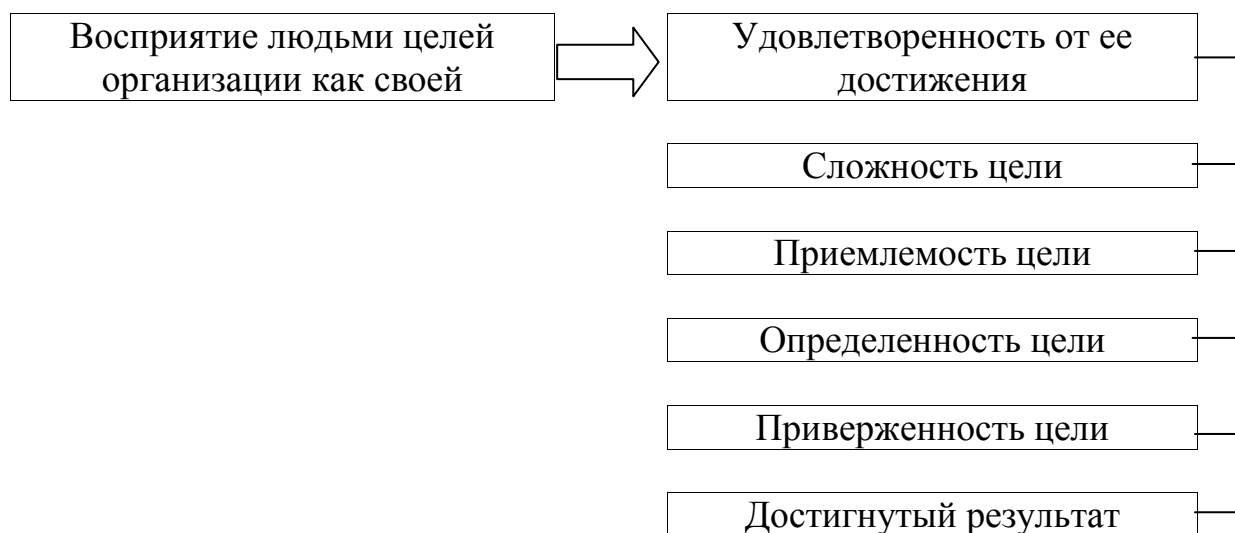 Восприятие людьми целей
организации как своей
Удовлетворенность от ее
достижения
Сложность цели
Приемлемость цели
Определенность цели
Приверженность цели
Достигнутый результат